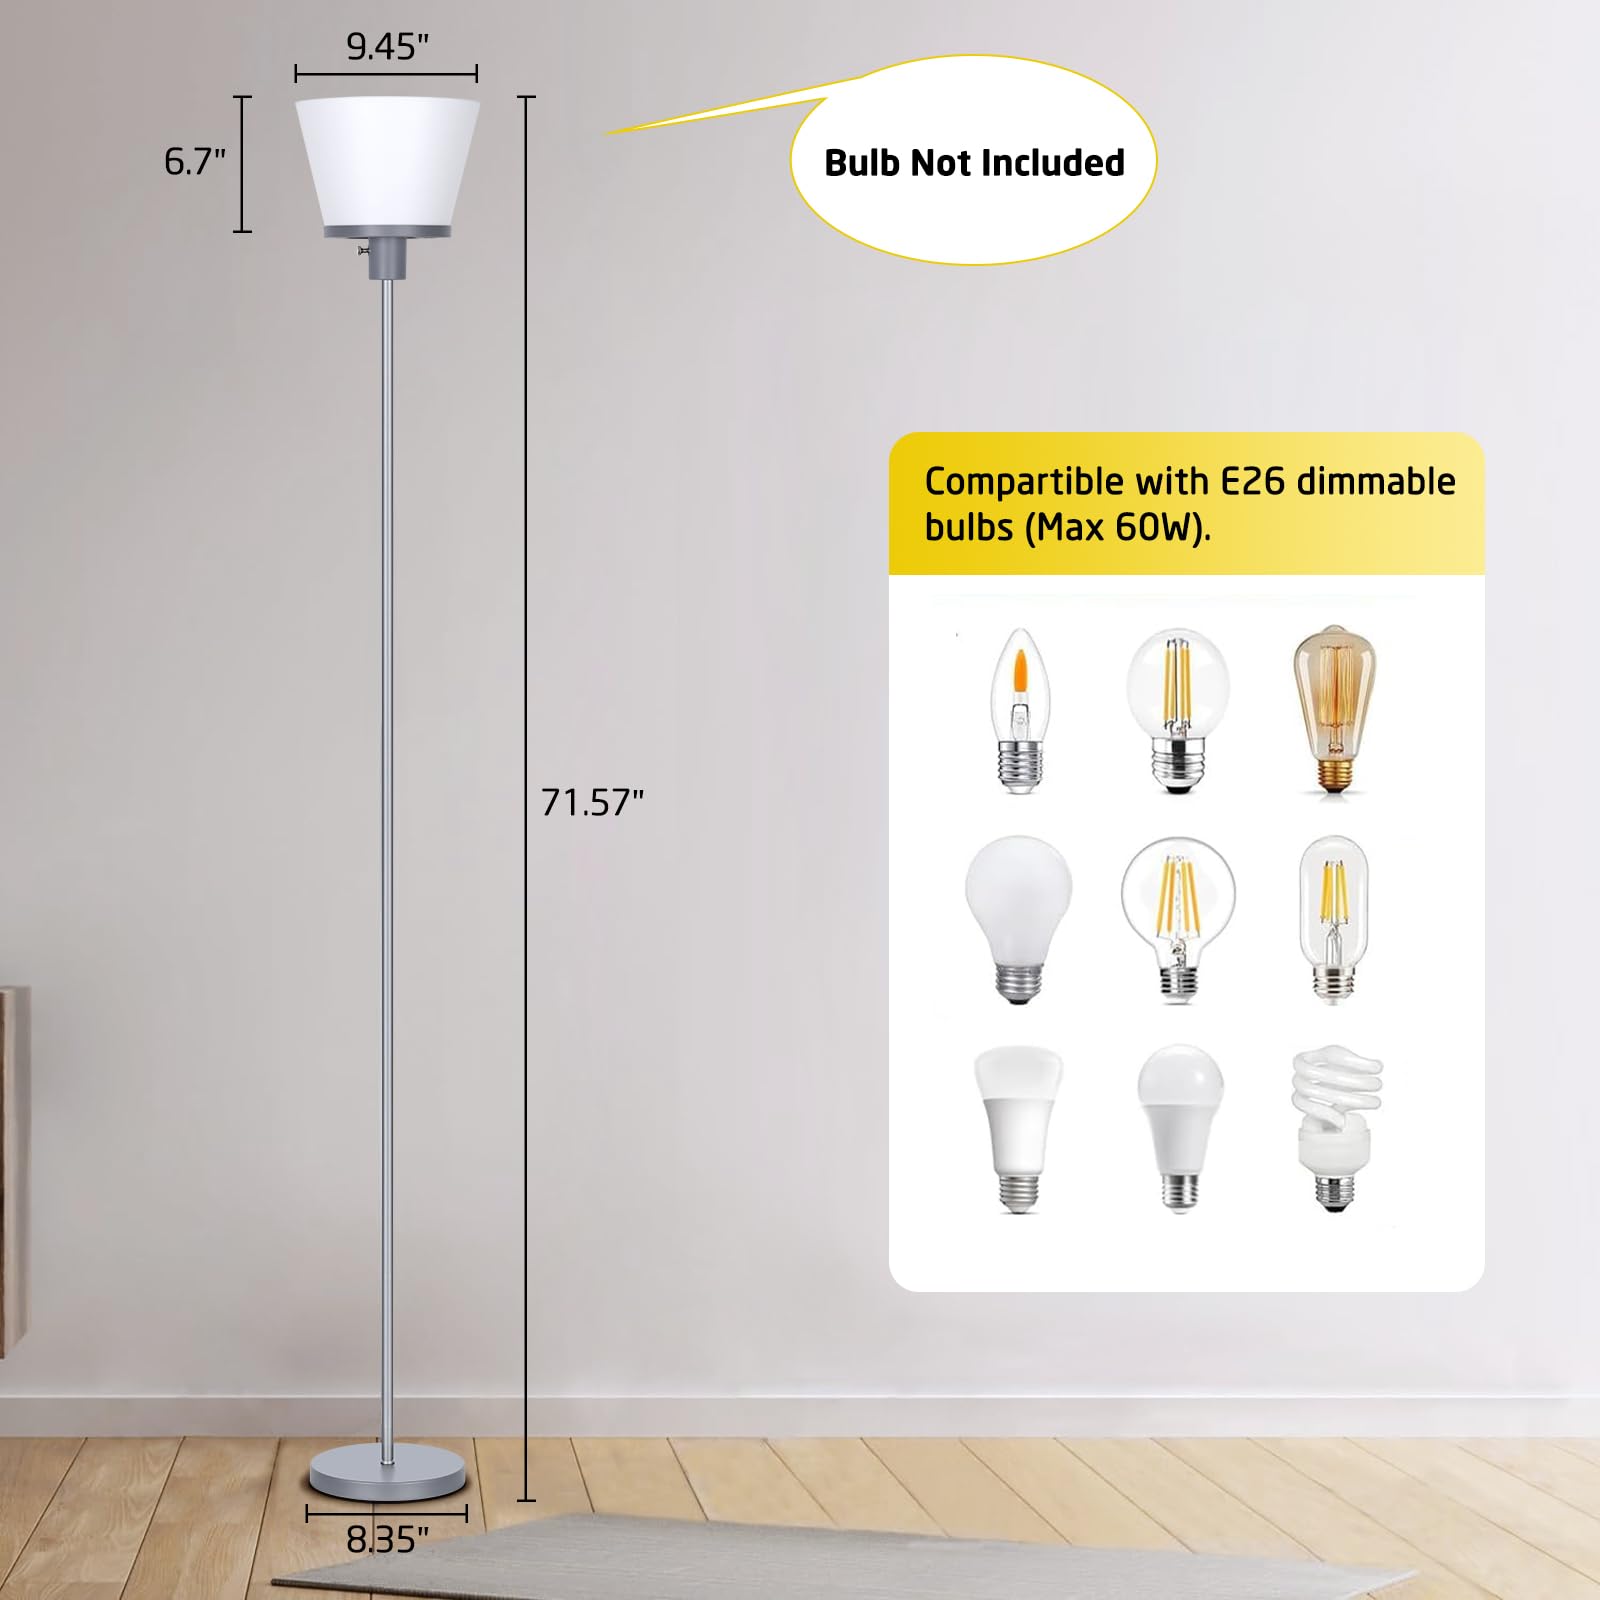 9.45"
6.7"
Bulb Not Included
Compartible with E26 dimmable
bulbs (Max 60W).
71.57"
8.35"